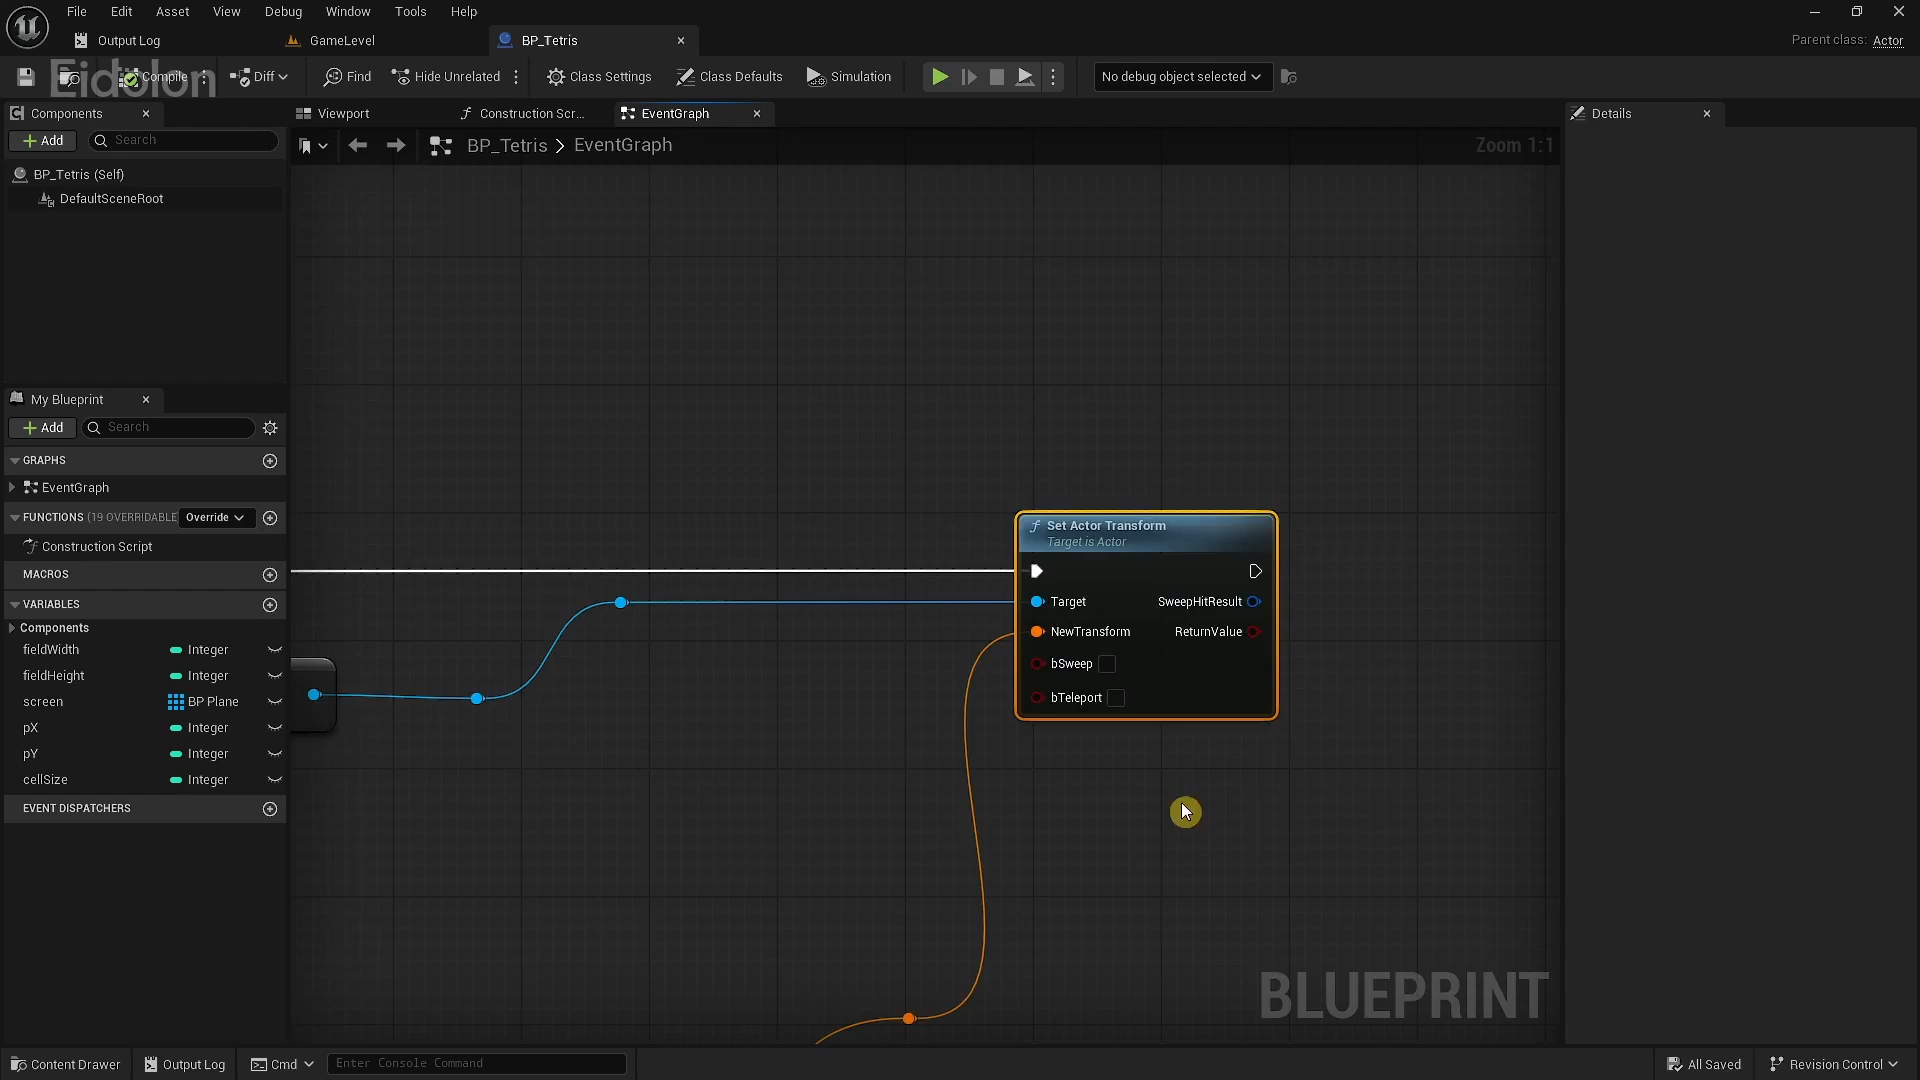 File Edit Asset View Debug Window Tools Help
Output Log GameLevel BP_Tetris
Parent class: Actor
Eidolon
Compile Diff Find Hide Unrelated Class Settings Class Defaults Simulation No debug object selected
Components Viewport Construction Scr... EventGraph Details
Add Search
BP_Tetris > EventGraph Zoom 1:1
BP_Tetris (Self)
DefaultSceneRoot
My Blueprint
Add Search
GRAPHS
EventGraph
FUNCTIONS (19 OVERRIDABLE Override
Construction Script
MACROS
VARIABLES
Components
fieldWidth Integer
fieldHeight Integer
screen BP Plane
pX Integer
pY Integer
cellSize Integer
EVENT DISPATCHERS
Set Actor Transform
Target is Actor
Target SweepHitResult
NewTransform ReturnValue
bSweep
bTeleport
BLUEPRINT
Content Drawer Output Log Cmd Enter Console Command All Saved Revision Control